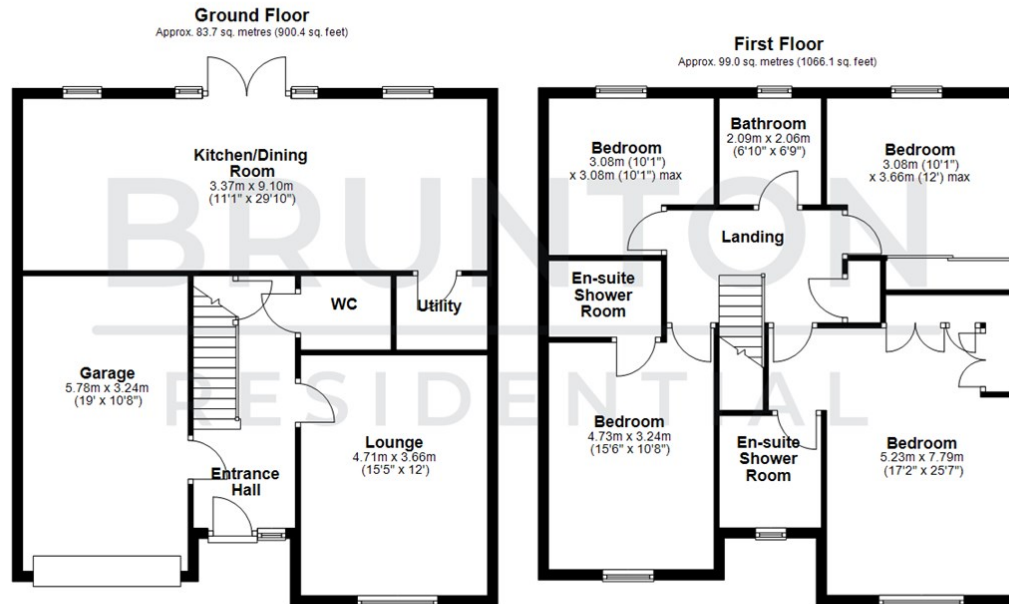 Ground Floor
Approx. 83.7 sq. metres (900.4 sq. feet)
Kitchen/Dining
Room
3.37m x 9.10m
(11'1" x 29'10")
WC
Utility
Garage
5.78m x 3.24m
(19' x 10'8")
Lounge
4.71m x 3.66m
(15'5" x 12')
Entrance
Hall
First Floor
Approx. 99.0 sq. metres (1066.1 sq. feet)
Bedroom
3.08m (10'1")
x 3.08m (10'1") max
Bathroom
2.09m x 2.06m
(6'10" x 6'9")
Bedroom
3.08m (10'1")
x 3.66m (12') max
Landing
En-suite
Shower
Room
Bedroom
4.73m x 3.24m
(15'6" x 10'8")
En-suite
Shower
Room
Bedroom
5.23m x 7.79m
(17'2" x 25'7")
BRUNTON
RESIDENTIAL